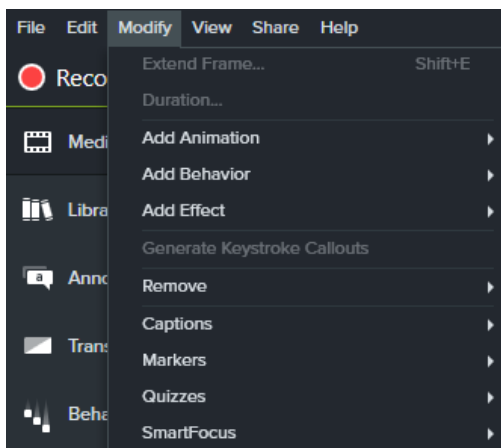 File Edit Modify View Share Help
Extend Frame... Shift+E
Reco
Duration...
Medi
Add Animation
Add Behavior
Libra
Add Effect
Generate Keystroke Callouts
Anno
Remove
Captions
Trans
Markers
Quizzes
Beha
SmartFocus